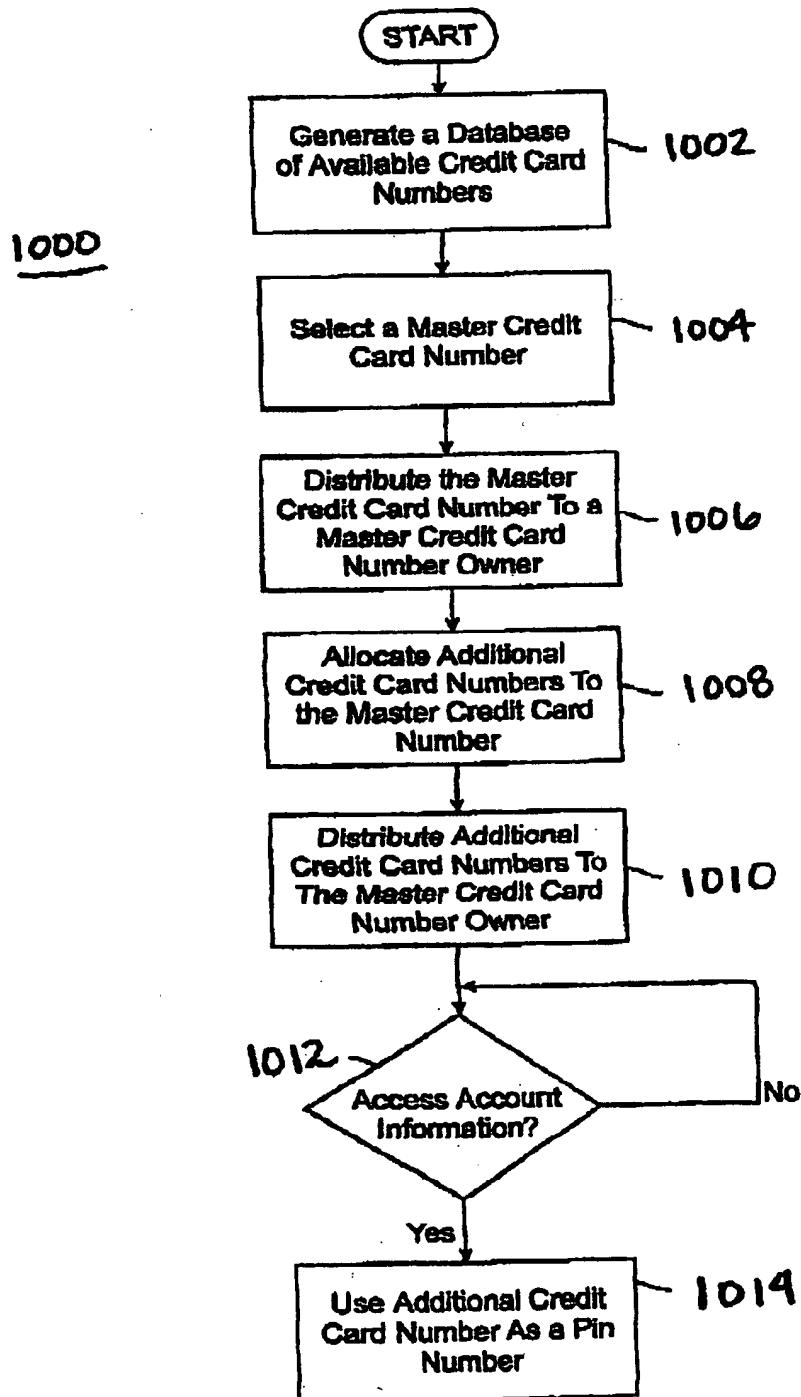 START
Generate a Database
of Available Credit Card
Numbers
1002
1000
Select a Master Credit
Card Number
1004
Distribute the Master
Credit Card Number To a
Master Credit Card
Number Owner
1006
Allocate Additional
Credit Card Numbers To
the Master Credit Card
Number
1008
Distribute Additional
Credit Card Numbers To
The Master Credit Card
Number Owner
1010
1012
Access Account
Information?
No
Yes
Use Additional Credit
Card Number As a Pin
Number
1014